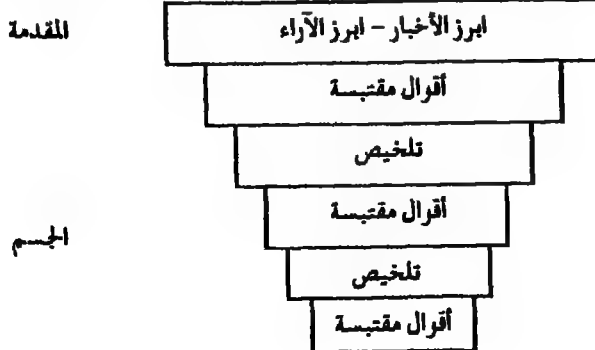 المقدمة
ابرز الأخبار – ابرز الآراء
أقوال مقتبسة
تلخيص
أقوال مقتبسة
الجسم
تلخيص
أقوال مقتبسة